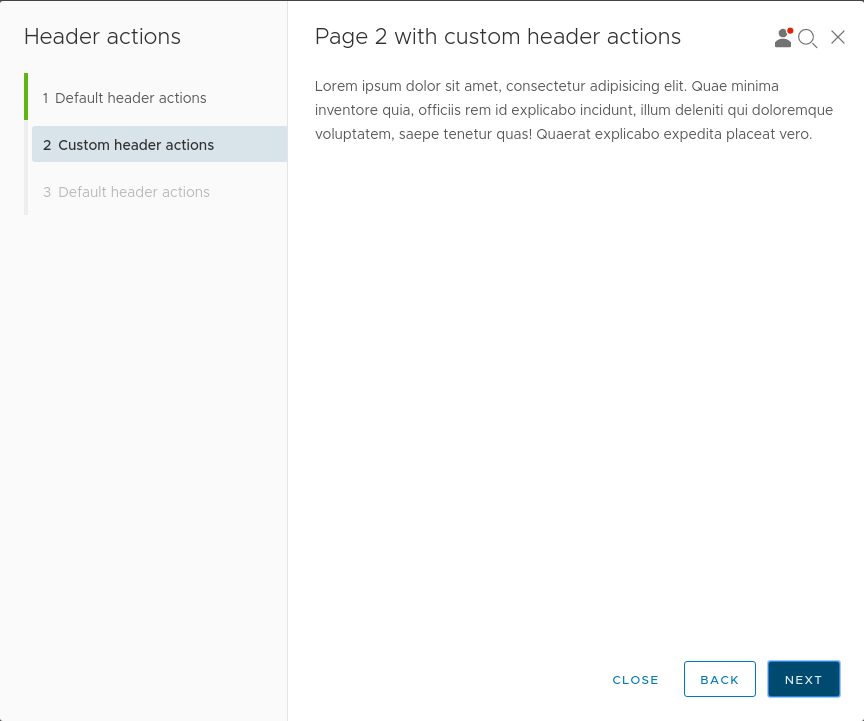 Header actions
1 Default header actions
2 Custom header actions
3 Default header actions
Page 2 with custom header actions
Lorem ipsum dolor sit amet, consectetur adipisicing elit. Quae minima
inventore quia, officiis rem id explicabo incidunt, illum deleniti qui doloremque
voluptatem, saepe tenetur quas! Quaerat explicabo expedita placeat vero.
CLOSE
BACK
NEXT